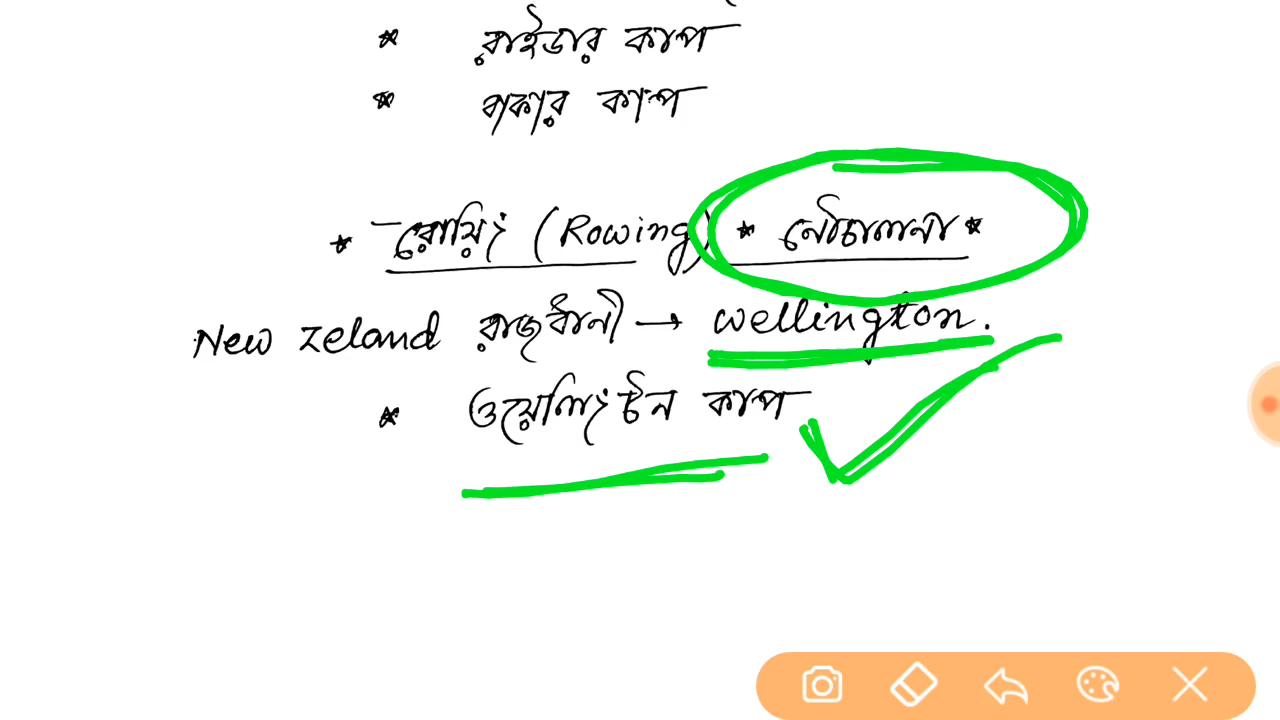 * রাইডার কাপ
* বাকার কাপ
* রোয়িং (Rowing) * নৌচালনা *
New Zeland রাজধানী → wellington.
* ওয়েলিংটন কাপ